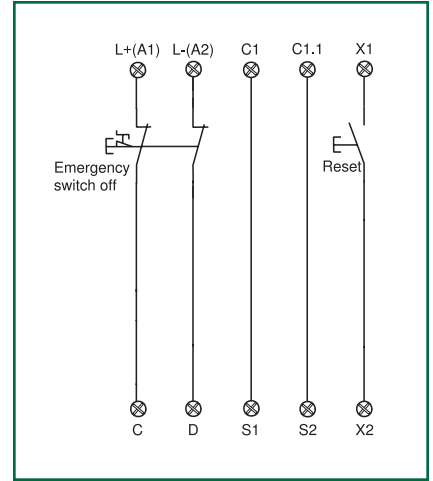 L+(A1) L-(A2) C1 C1.1 X1
Emergency
switch off
Reset
C D S1 S2 X2